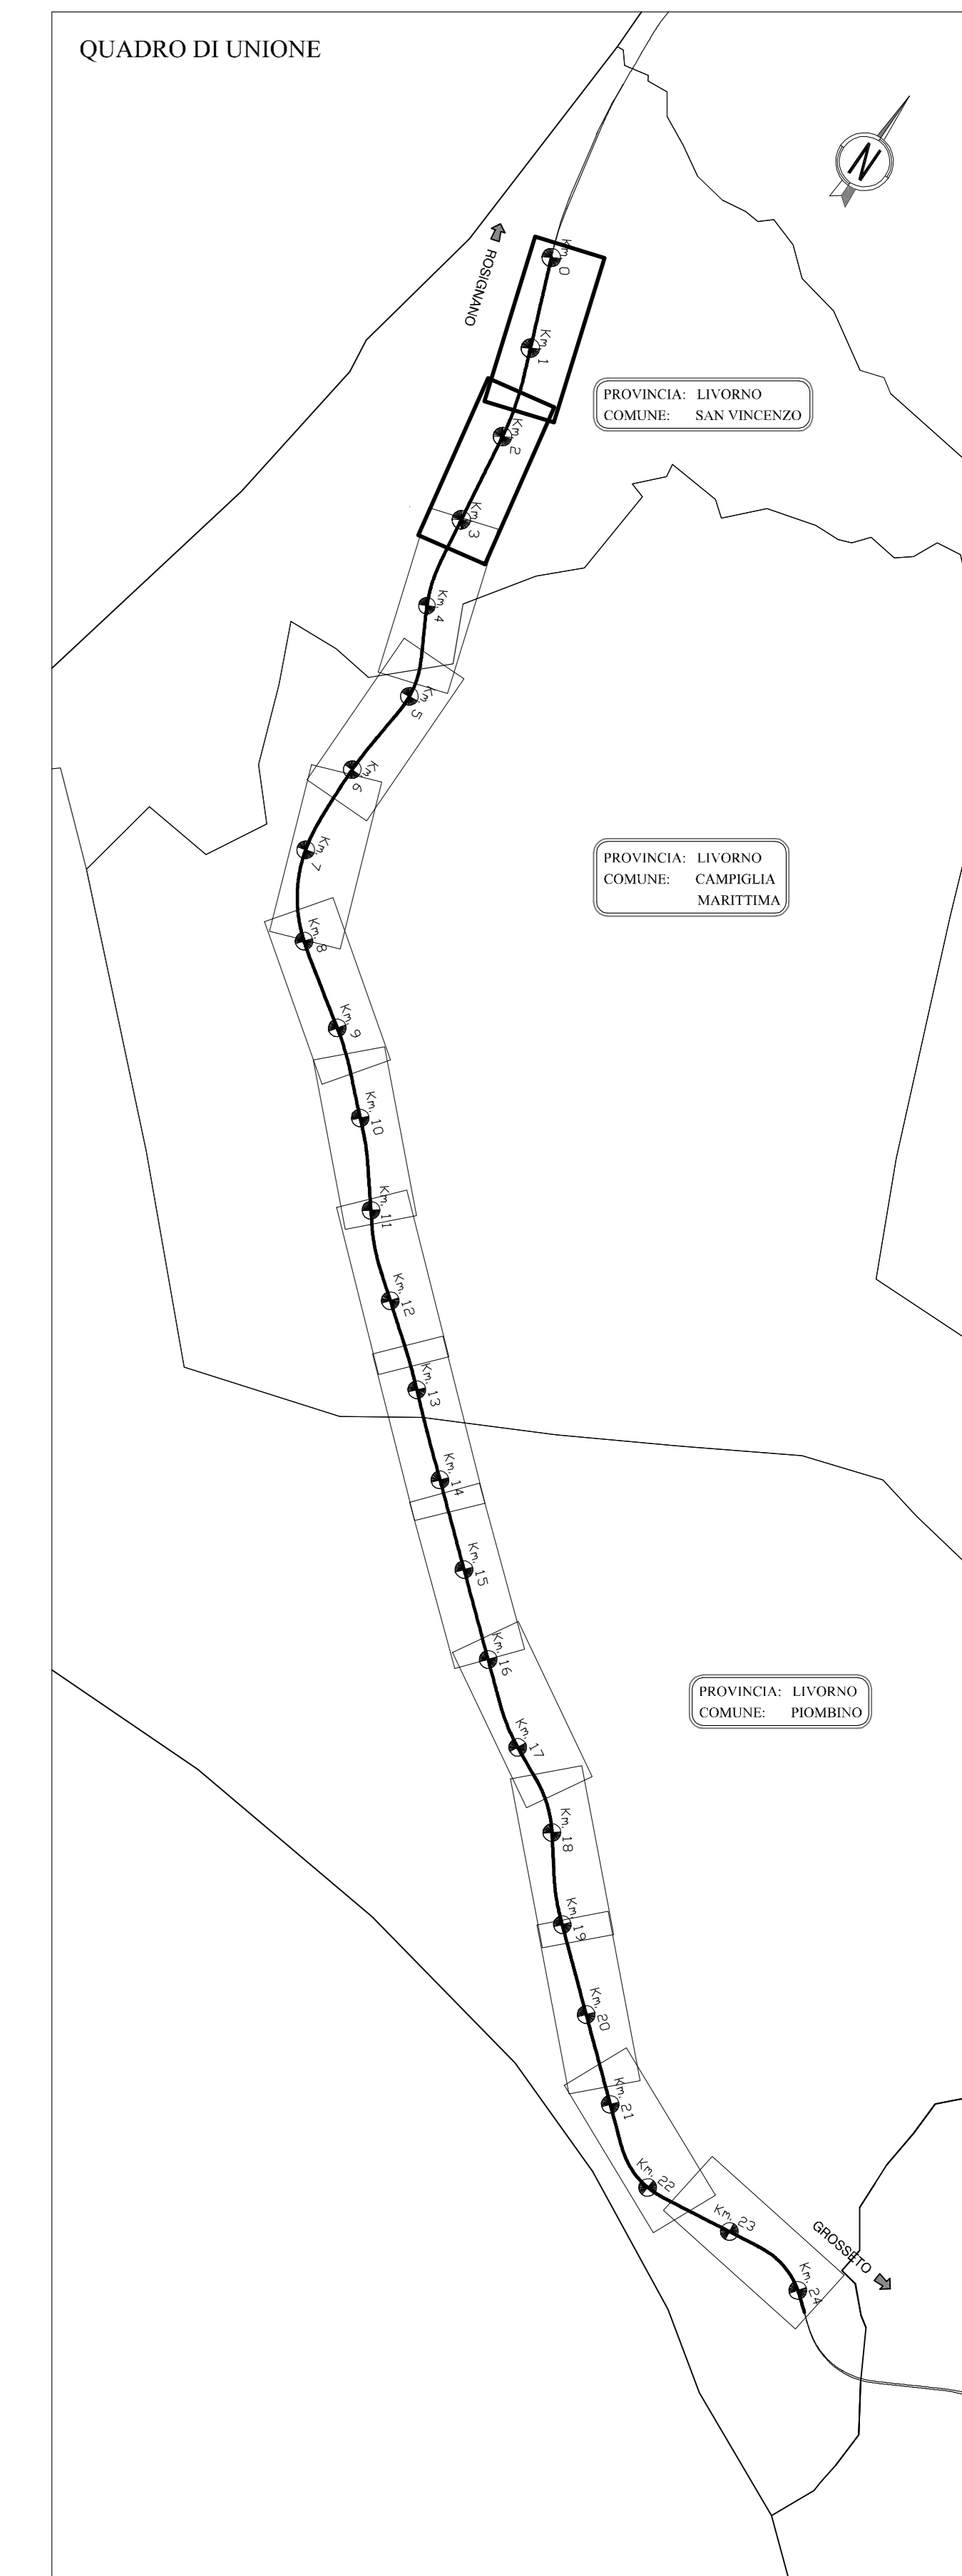 QUADRO DI UNIONE
N
ROSIGNANO
Km. 0
Km. 1
PROVINCIA: LIVORNO
COMUNE: SAN VINCENZO
Km. 2
Km. 3
Km. 4
Km. 5
Km. 6
Km. 7
PROVINCIA: LIVORNO
COMUNE: CAMPIGLIA
MARITTIMA
Km. 8
Km. 9
Km. 10
Km. 11
Km. 12
Km. 13
Km. 14
Km. 15
Km. 16
PROVINCIA: LIVORNO
COMUNE: PIOMBINO
Km. 17
Km. 18
Km. 19
Km. 20
Km. 21
Km. 22
Km. 23
GROSSETO
Km. 24